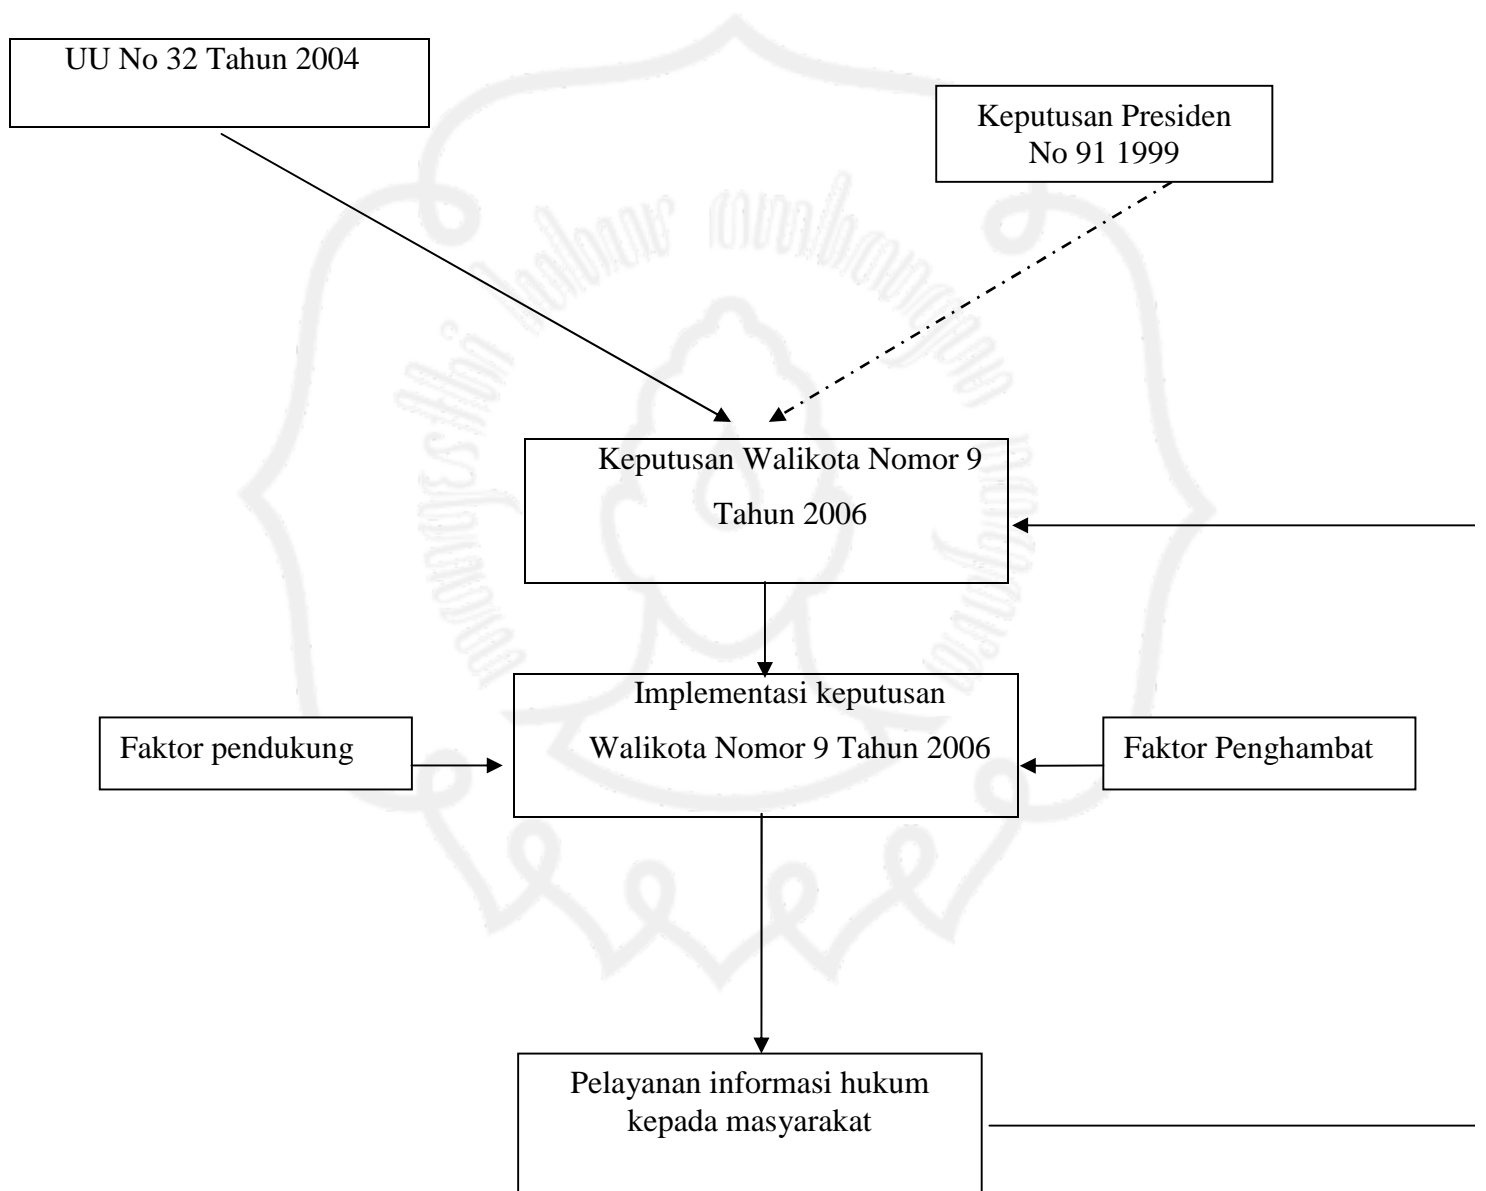 UU No 32 Tahun 2004
Keputusan Presiden
No 91 1999
Keputusan Walikota Nomor 9
Tahun 2006
Implementasi keputusan
Walikota Nomor 9 Tahun 2006
Faktor pendukung
Faktor Penghambat
Pelayanan informasi hukum
kepada masyarakat